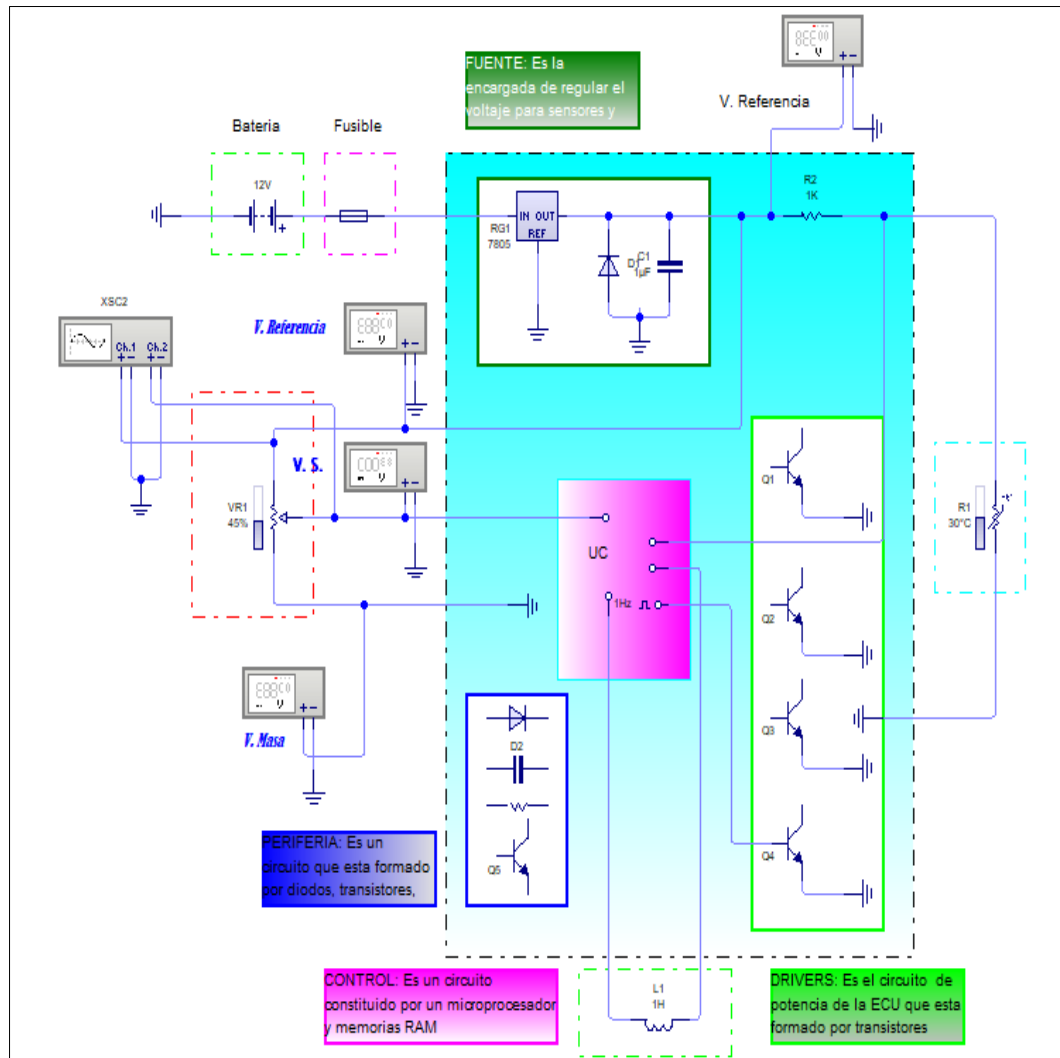 FUENTE: Es la
encargada de regular el
voltaje para sensores y
V. Referencia
Bateria
Fusible
12V
IN OUT
REF
RG1
7805
C1
1µF
R2
1K
XSC2
Ch.1
Ch.2
+-
+-
V. Referencia
+-
V. S.
+-
VR1
45%
UC
1Hz
Q1
Q2
Q3
Q4
R1
30°C
+-
V. Masa
D2
Q5
PERIFERIA: Es un
circuito que esta formado
por diodos, transistores,
CONTROL: Es un circuito
constituido por un microprocesador
y memorias RAM
L1
1H
DRIVERS: Es el circuito de
potencia de la ECU que esta
formado por transistores